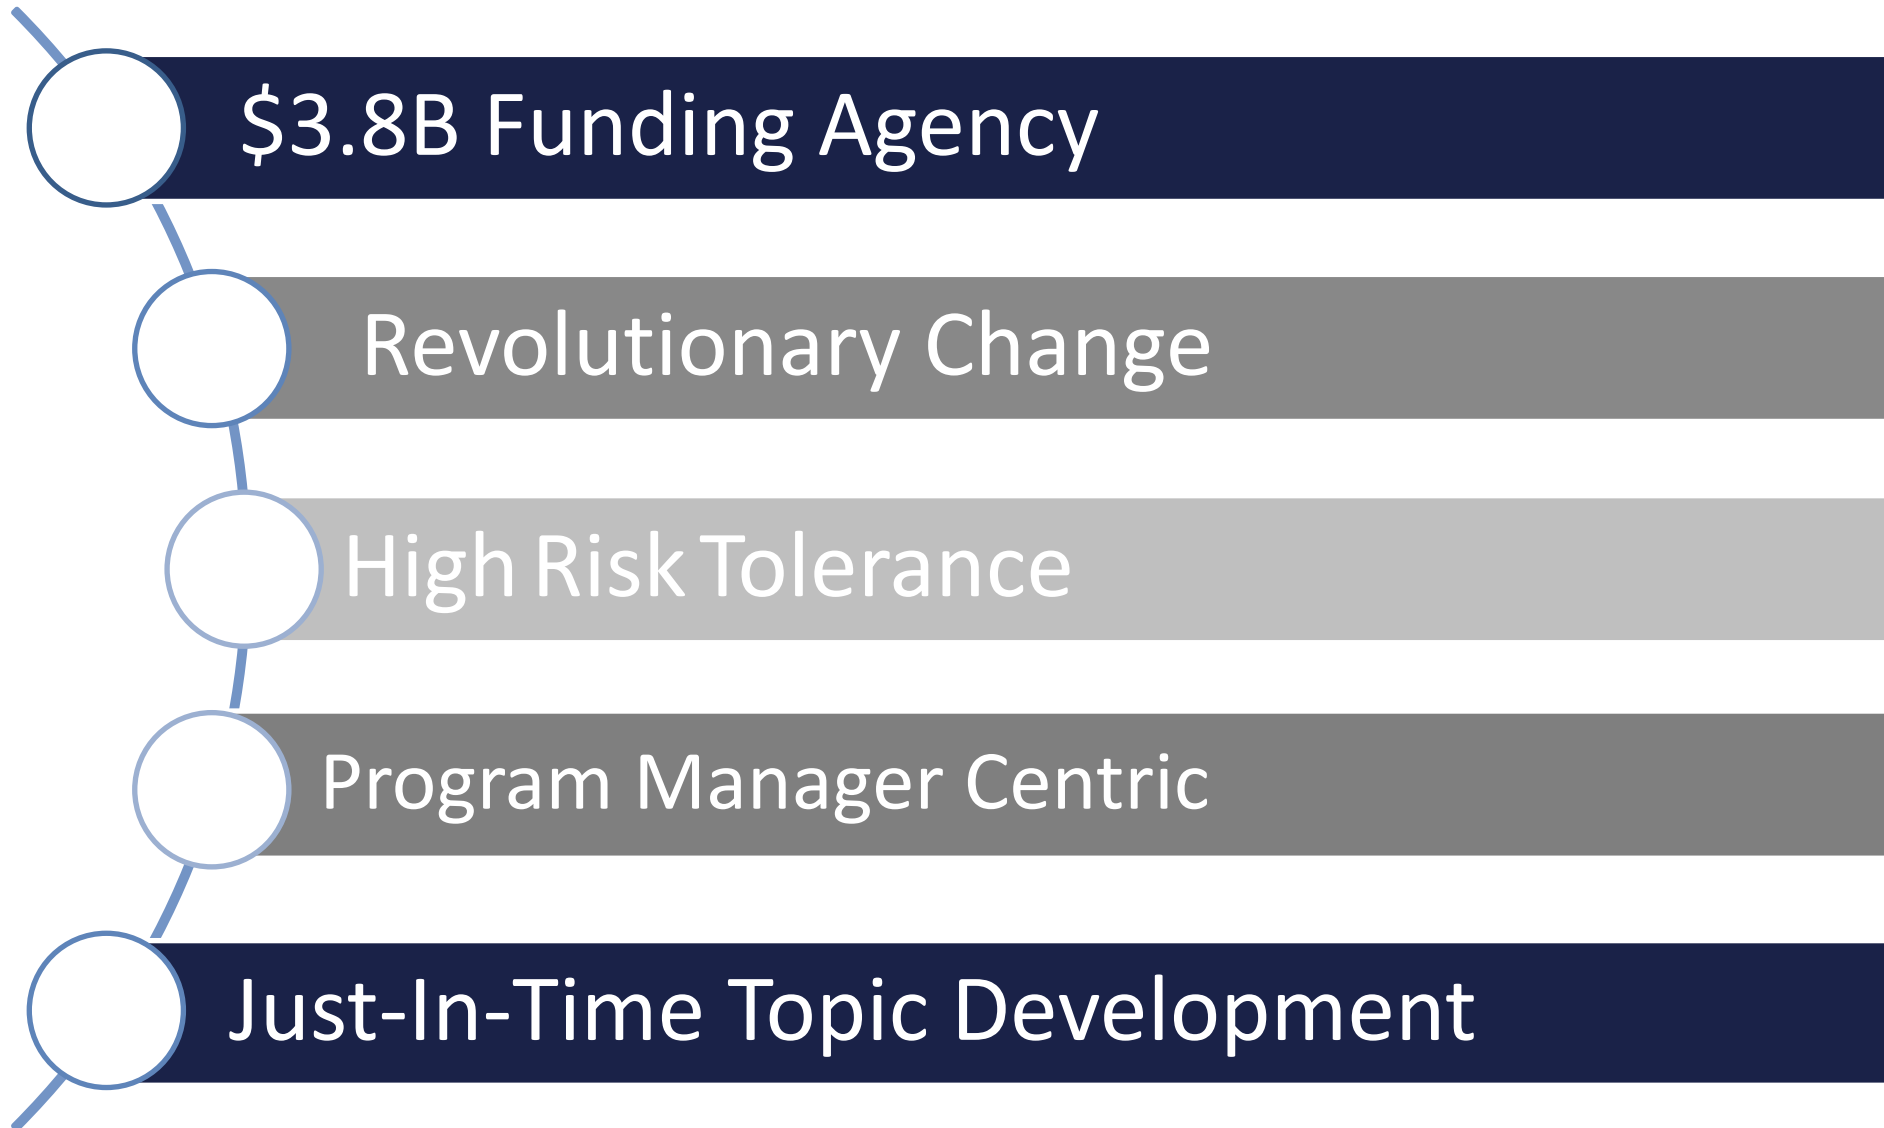 $3.8B Funding Agency
Revolutionary Change
High Risk Tolerance
Program Manager Centric
Just-In-Time Topic Development